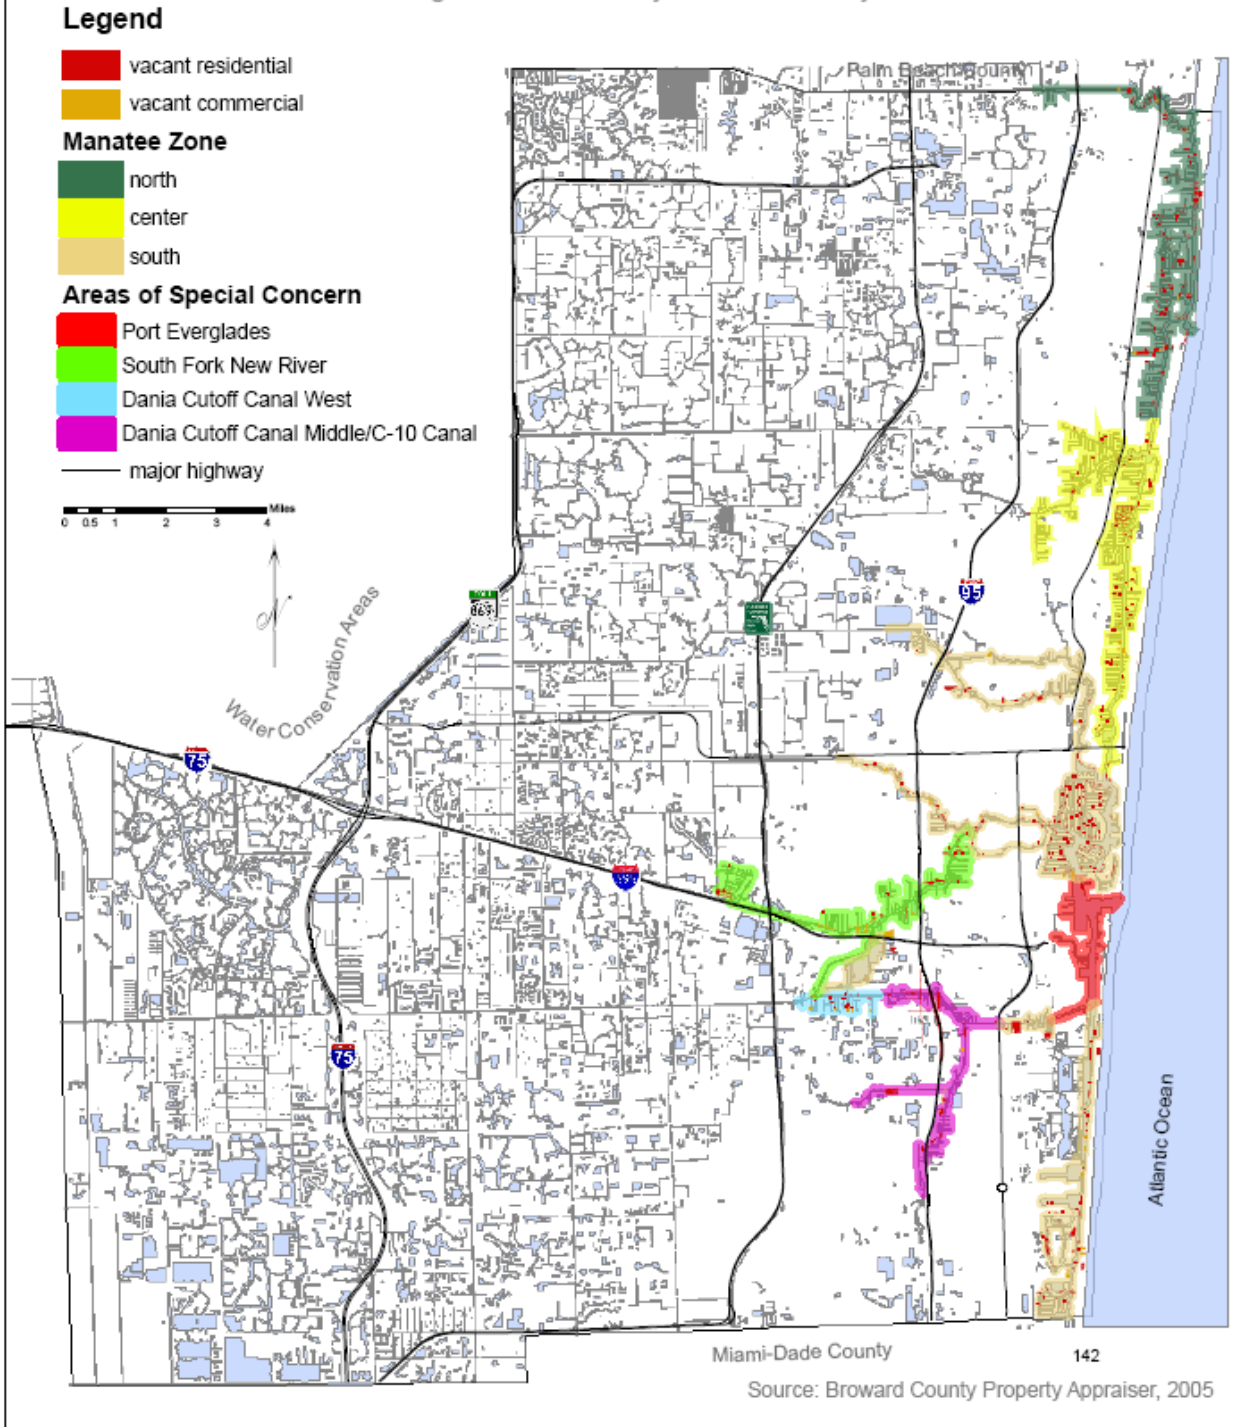 Legend
vacant residential
vacant commercial
Manatee Zone
north
center
south
Areas of Special Concern
Port Everglades
South Fork New River
Dania Cutoff Canal West
Dania Cutoff Canal Middle/C-10 Canal
major highway
Miles
0 0.5 1 2 3 4
N
Palm Beach County
Water Conservation Areas
869
95
75
75
Atlantic Ocean
Miami-Dade County
142
Source: Broward County Property Appraiser, 2005